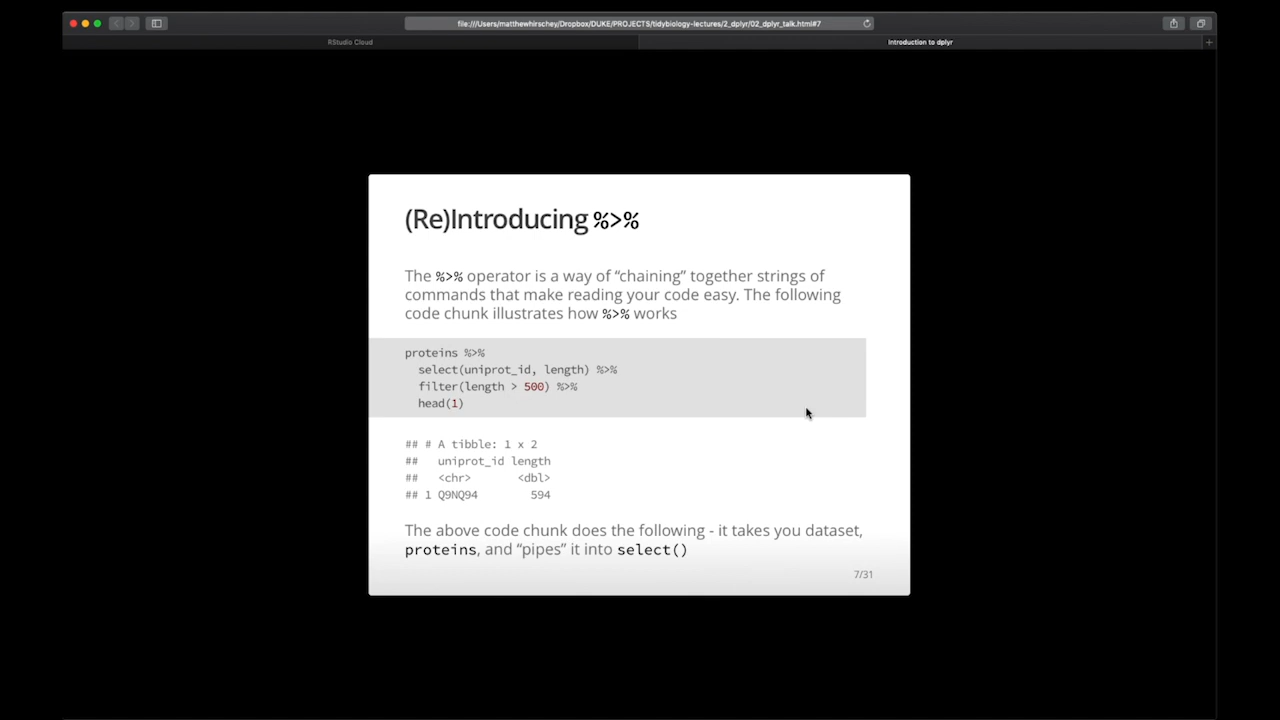 file:///Users/matthewhirschey/Dropbox/DUKE/PROJECTS/tidybiology-lectures/2_dplyr/02_dplyr_talk.html#7
RStudio Cloud
Introduction to dplyr
(Re)Introducing %>%
The %>% operator is a way of “chaining” together strings of
commands that make reading your code easy. The following
code chunk illustrates how %>% works
proteins %>%
  select(uniprot_id, length) %>%
  filter(length > 500) %>%
  head(1)
## # A tibble: 1 x 2
##   uniprot_id length
##   <chr>       <dbl>
## 1 Q9NQ94        594
The above code chunk does the following - it takes you dataset,
proteins, and “pipes” it into select()
7/31